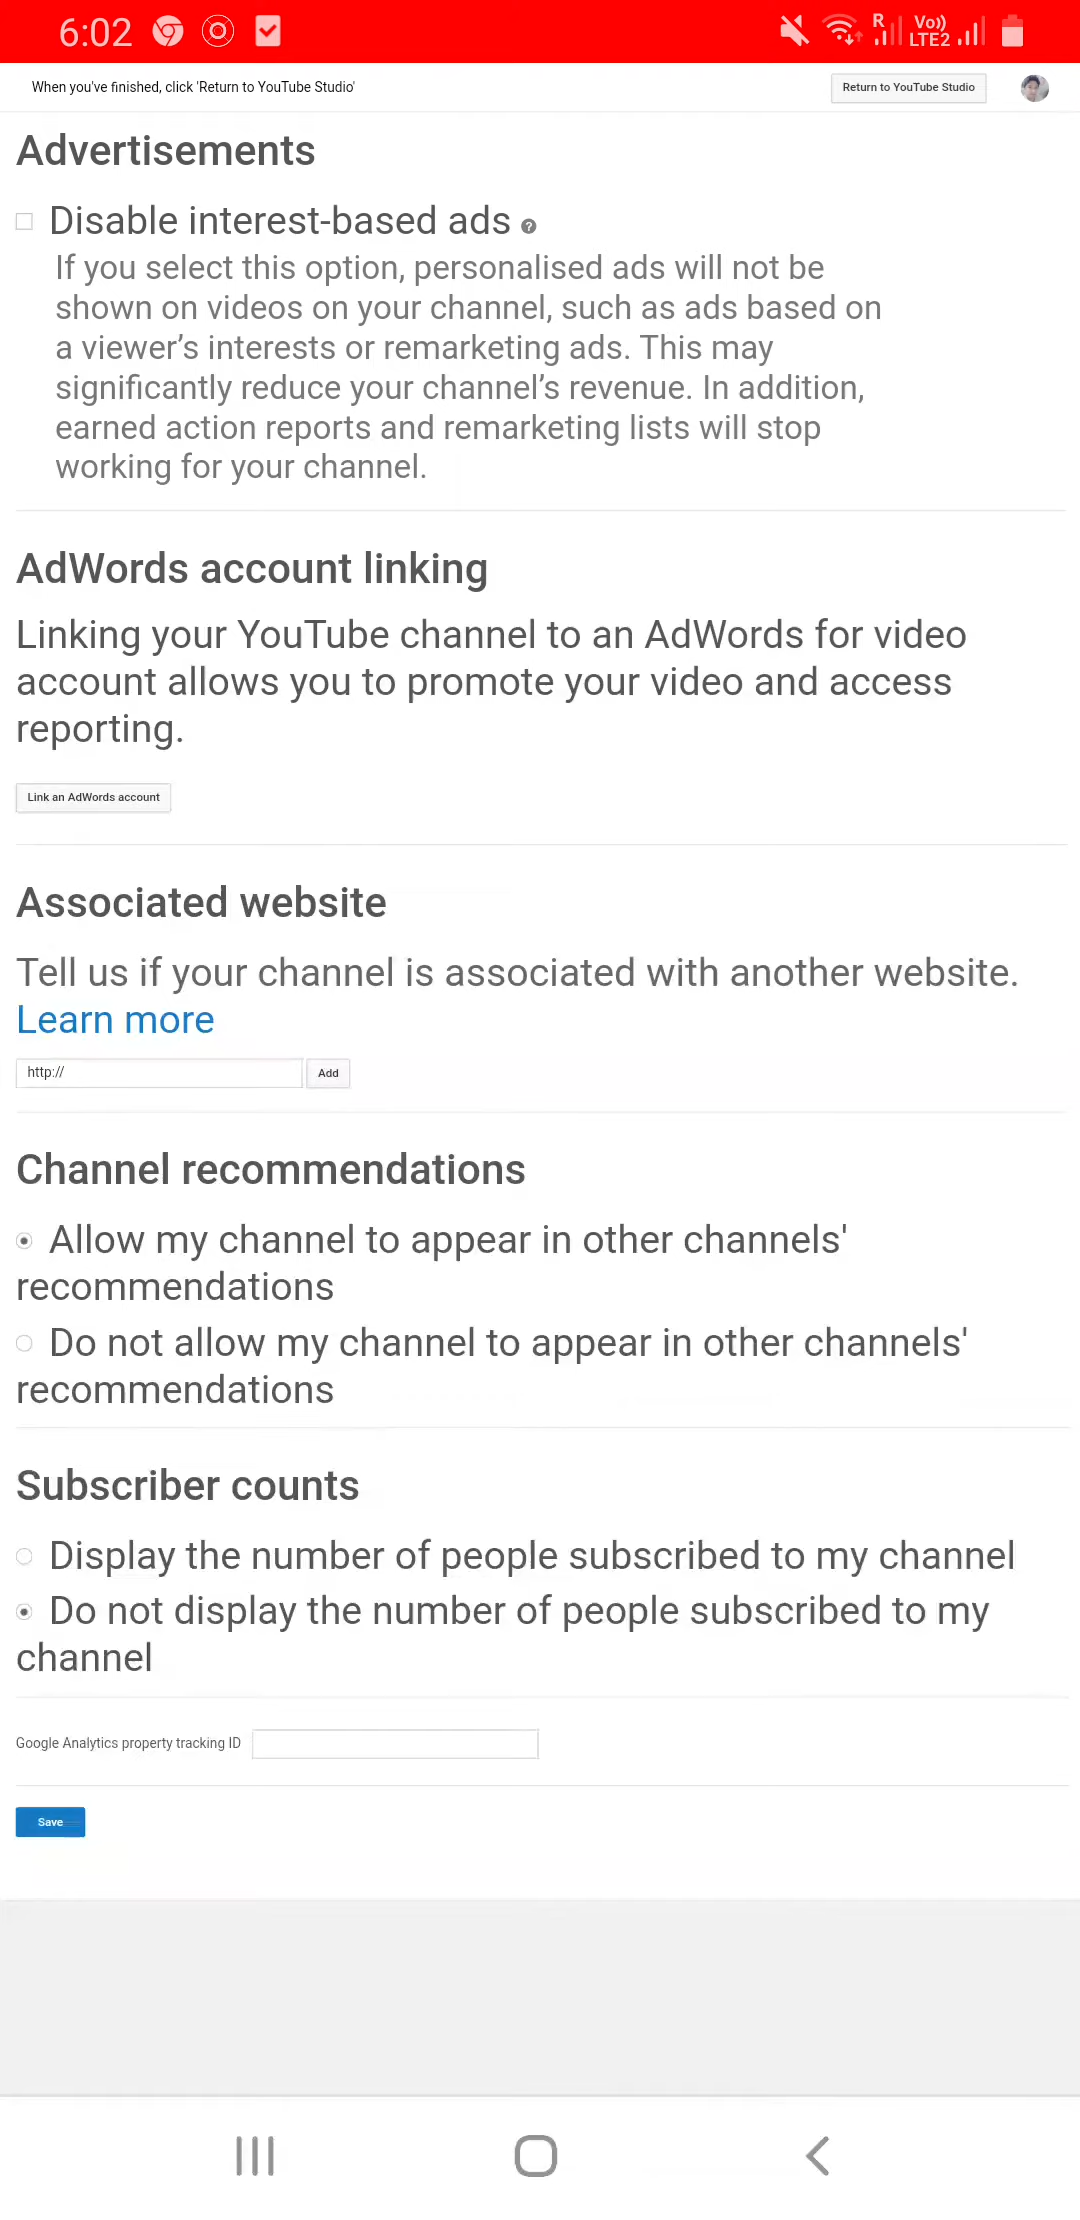 6:02
R
Vo))
LTE2
When you've finished, click 'Return to YouTube Studio'
Return to YouTube Studio
Advertisements
Disable interest-based ads ?
If you select this option, personalised ads will not be
shown on videos on your channel, such as ads based on
a viewer’s interests or remarketing ads. This may
significantly reduce your channel’s revenue. In addition,
earned action reports and remarketing lists will stop
working for your channel.
AdWords account linking
Linking your YouTube channel to an AdWords for video
account allows you to promote your video and access
reporting.
Link an AdWords account
Associated website
Tell us if your channel is associated with another website.
Learn more
http://
Add
Channel recommendations
Allow my channel to appear in other channels'
recommendations
Do not allow my channel to appear in other channels'
recommendations
Subscriber counts
Display the number of people subscribed to my channel
Do not display the number of people subscribed to my
channel
Google Analytics property tracking ID
Save